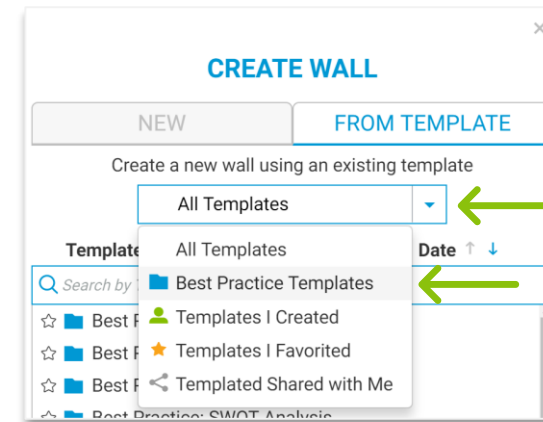 CREATE WALL
NEW
FROM TEMPLATE
Create a new wall using an existing template
All Templates
Template
Date
All Templates
Search by
Best Practice Templates
Best
Templates I Created
Best
Templates I Favorited
Best
Templated Shared with Me
Best Practice: SWOT Analysis